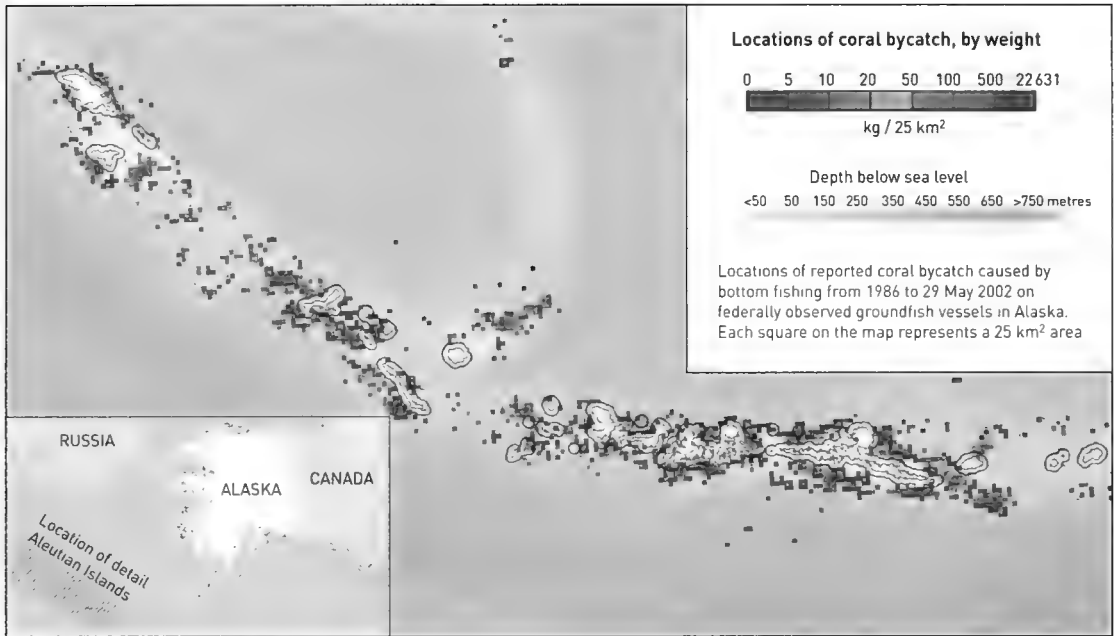 Locations of coral bycatch, by weight
0 5 10 20 50 100 500 22 631
kg / 25 km²
Depth below sea level
<50 50 150 250 350 450 550 650 >750 metres
Locations of reported coral bycatch caused by
bottom fishing from 1986 to 29 May 2002 on
federally observed groundfish vessels in Alaska.
Each square on the map represents a 25 km² area
RUSSIA
ALASKA
CANADA
Location of detail
Aleutian Islands